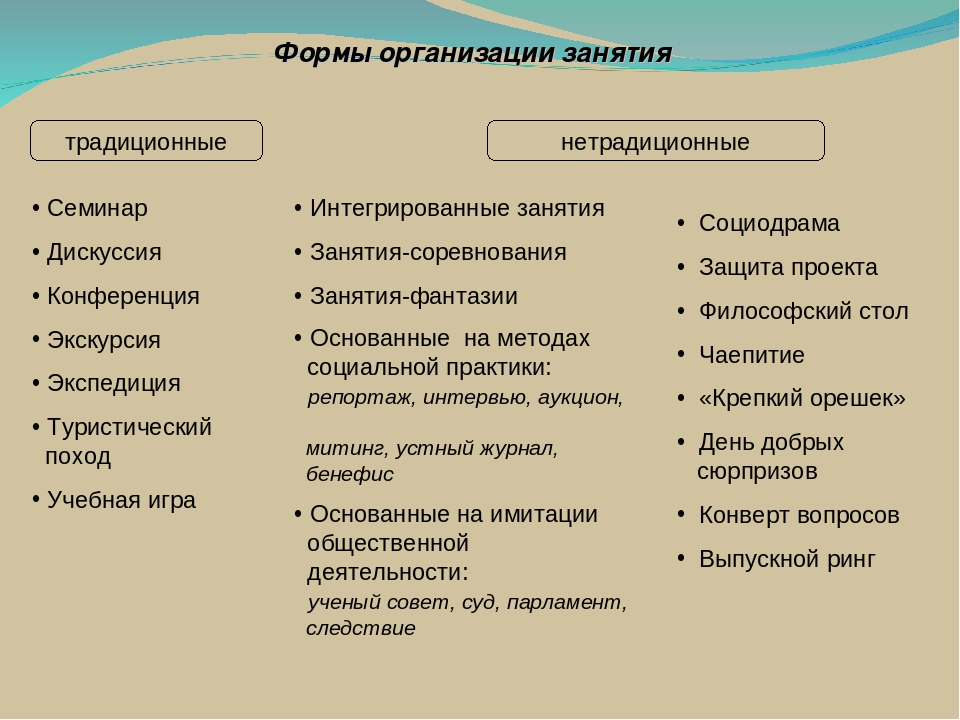 Формы организации занятия
традиционные
нетрадиционные
• Семинар
• Дискуссия
• Конференция
• Экскурсия
• Экспедиция
• Туристический
поход
• Учебная игра
• Интегрированные занятия
• Занятия-соревнования
• Занятия-фантазии
• Основанные на методах
социальной практики:
репортаж, интервью, аукцион,
митинг, устный журнал,
бенефис
• Основанные на имитации
общественной
деятельности:
ученый совет, суд, парламент,
следствие
• Социодрама
• Защита проекта
• Философский стол
• Чаепитие
• «Крепкий орешек»
• День добрых
сюрпризов
• Конверт вопросов
• Выпускной ринг